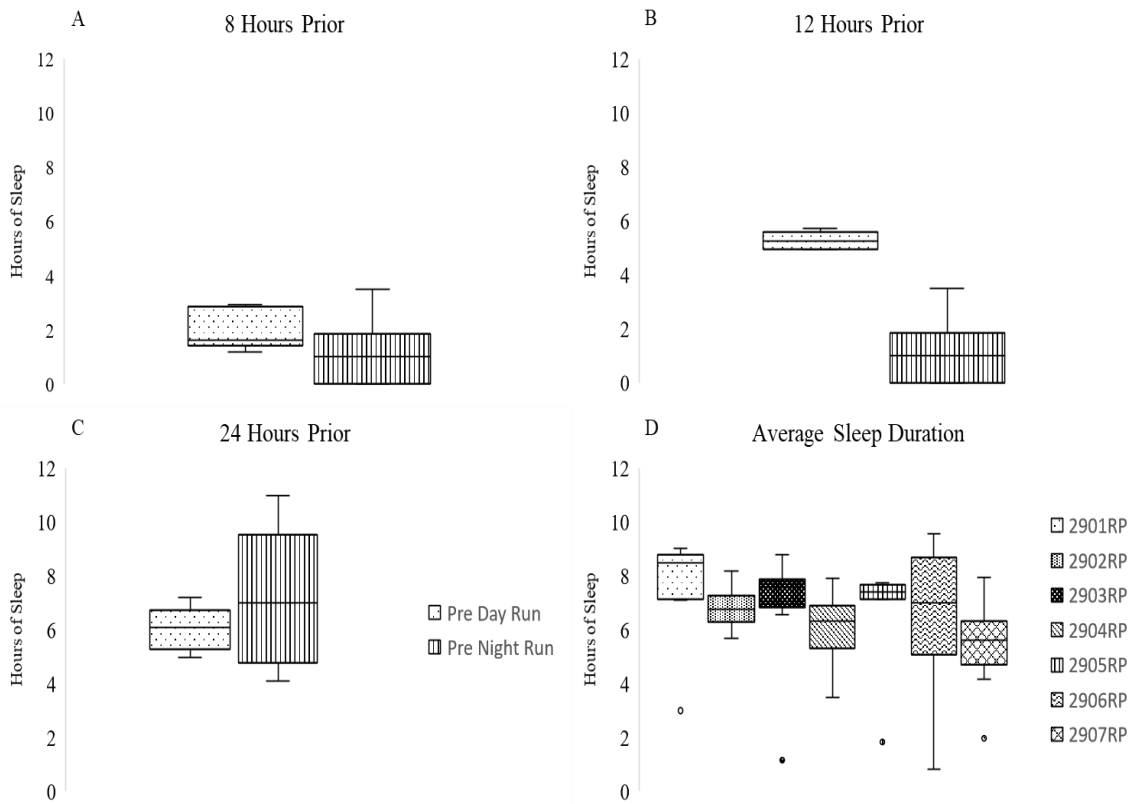 A
8 Hours Prior
12
10
8
6
4
2
0
Hours of Sleep
B
12 Hours Prior
12
10
8
6
4
2
0
Hours of Sleep
C
24 Hours Prior
12
10
8
6
4
2
0
Hours of Sleep
Pre Day Run
Pre Night Run
D
Average Sleep Duration
12
10
8
6
4
2
0
Hours of Sleep
2901RP
2902RP
2903RP
2904RP
2905RP
2906RP
2907RP